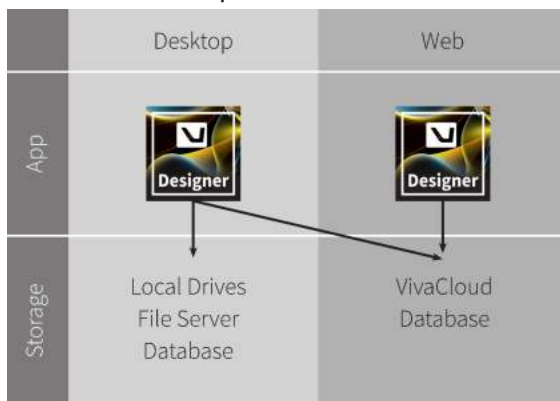 Desktop
Web
App
Designer
Designer
Storage
Local Drives
File Server
Database
VivaCloud
Database